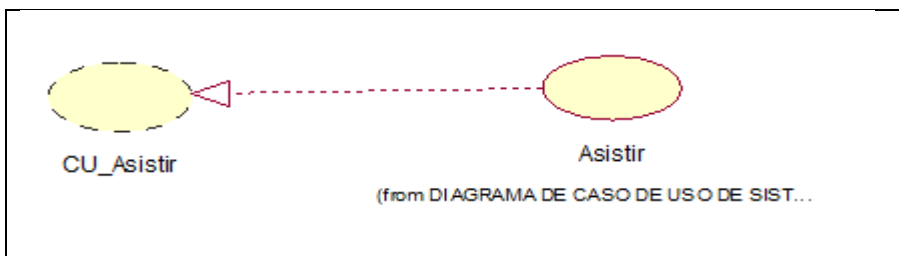 CU_Asistir
Asistir
(from DIAGRAMA DE CASO DE USO DE SIST...